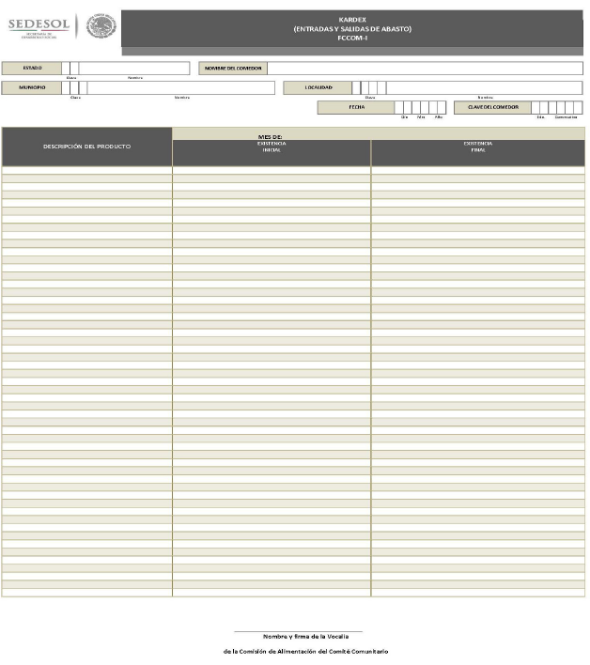 SEDESOL
SECRETARÍA DE
DESARROLLO SOCIAL
KARDEX
(ENTRADAS Y SALIDAS DE ABASTO)
FCCOM-I
ESTADO
NOMBRE DEL COMEDOR
Clave Nombre
MUNICIPIO
LOCALIDAD
Clave Nombre Clave Nombre
FECHA
CLAVE DEL COMEDOR
Día Mes Año Edo. Consecutivo
DESCRIPCIÓN DEL PRODUCTO
MES DE:
EXISTENCIA
INICIAL
EXISTENCIA
FINAL
Nombre y firma de la Vocalía
de la Comisión de Alimentación del Comité Comunitario